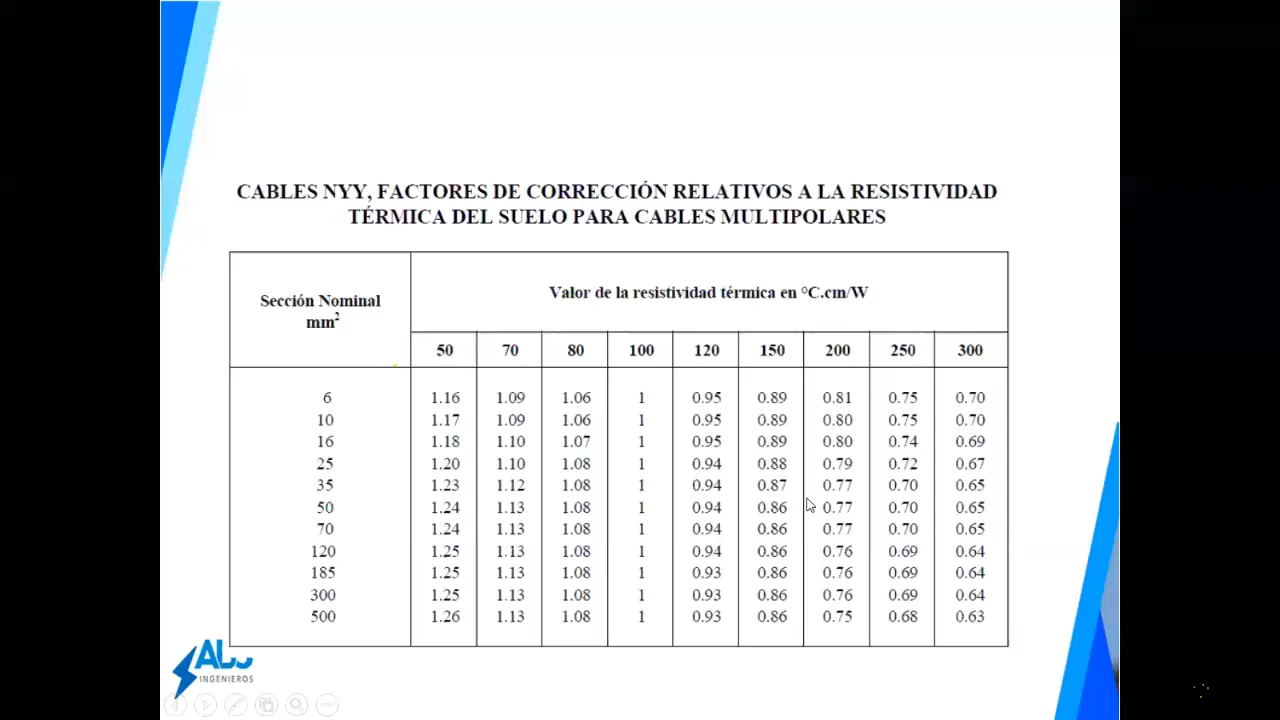 CABLES NYY, FACTORES DE CORRECCIÓN RELATIVOS A LA RESISTIVIDAD
TÉRMICA DEL SUELO PARA CABLES MULTIPOLARES
Sección Nominal
mm²
Valor de la resistividad térmica en °C.cm/W
50 70 80 100 120 150 200 250 300
6 1.16 1.09 1.06 1 0.95 0.89 0.81 0.75 0.70
10 1.17 1.09 1.06 1 0.95 0.89 0.80 0.75 0.70
16 1.18 1.10 1.07 1 0.95 0.89 0.80 0.74 0.69
25 1.20 1.10 1.08 1 0.94 0.88 0.79 0.72 0.67
35 1.23 1.12 1.08 1 0.94 0.87 0.77 0.70 0.65
50 1.24 1.13 1.08 1 0.94 0.86 0.77 0.70 0.65
70 1.24 1.13 1.08 1 0.94 0.86 0.77 0.70 0.65
120 1.25 1.13 1.08 1 0.94 0.86 0.76 0.69 0.64
185 1.25 1.13 1.08 1 0.93 0.86 0.76 0.69 0.64
300 1.25 1.13 1.08 1 0.93 0.86 0.76 0.69 0.64
500 1.26 1.13 1.08 1 0.93 0.86 0.75 0.68 0.63
INGENIEROS